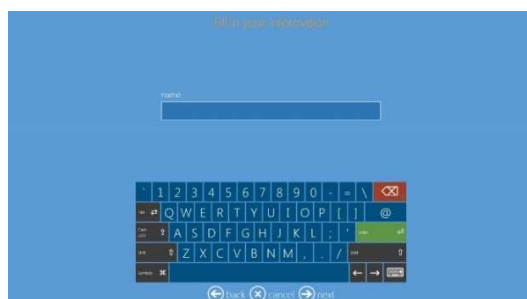 Fill in your information
name
` 1 2 3 4 5 6 7 8 9 0 - = \
Q W E R T Y U I O P [ ] @
A S D F G H J K L ; '
Z X C V B N M , . /
back cancel next